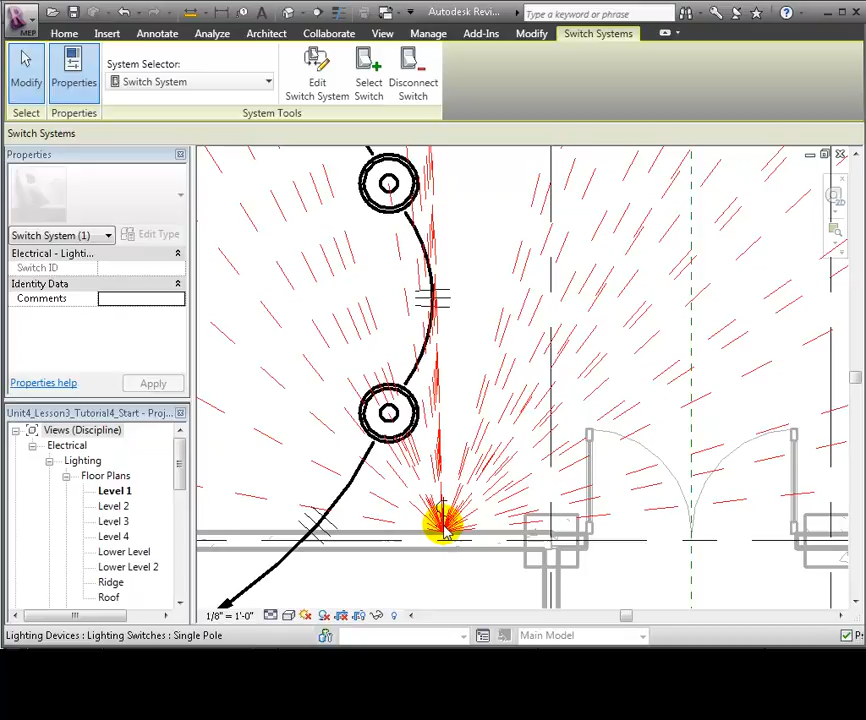 Autodesk Revi...
Type a keyword or phrase
MEP
Home Insert Annotate Analyze Architect Collaborate View Manage Add-Ins Modify Switch Systems
System Selector:
Switch System
Modify
Properties
Edit
Switch System
Select
Switch
Disconnect
Switch
Select
Properties
System Tools
Switch Systems
Properties
Switch System (1)
Edit Type
Electrical - Lighti...
Switch ID
Identity Data
Comments
Properties help
Apply
Unit4_Lesson3_Tutorial4_Start - Proj...
Views (Discipline)
Electrical
Lighting
Floor Plans
Level 1
Level 2
Level 3
Level 4
Lower Level
Lower Level 2
Ridge
Roof
1/8" = 1'-0"
Lighting Devices : Lighting Switches : Single Pole
Main Model